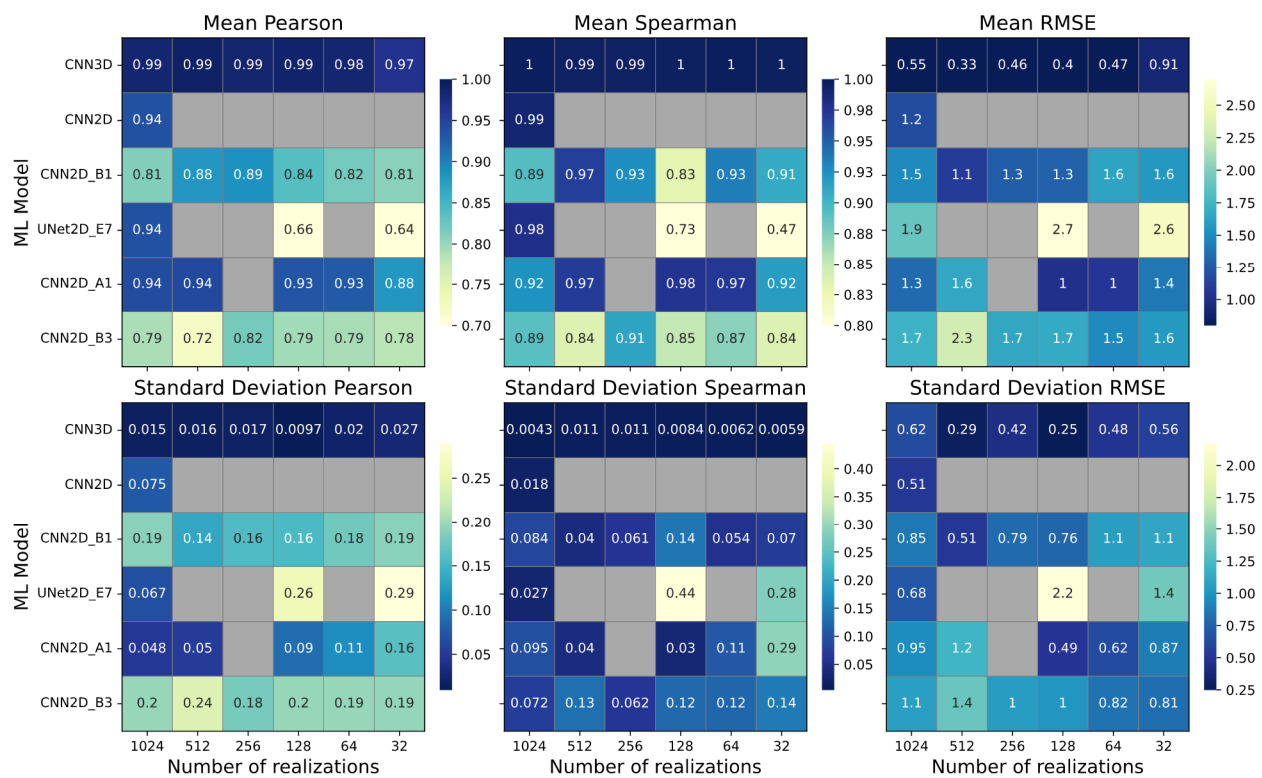 Mean Pearson
Mean Spearman
Mean RMSE
ML Model
CNN3D 0.99 0.99 0.99 0.99 0.98 0.97
CNN2D 0.94
CNN2D_B1 0.81 0.88 0.89 0.84 0.82 0.81
UNet2D_E7 0.94 0.66 0.64
CNN2D_A1 0.94 0.94 0.93 0.93 0.88
CNN2D_B3 0.79 0.72 0.82 0.79 0.79 0.78
1.00
0.95
0.90
0.85
0.80
0.75
0.70
1 0.99 0.99 1 1 1
0.99
0.89 0.97 0.93 0.83 0.93 0.91
0.98 0.73 0.47
0.92 0.97 0.98 0.97 0.92
0.89 0.84 0.91 0.85 0.87 0.84
1.00
0.98
0.95
0.93
0.90
0.88
0.85
0.83
0.80
0.55 0.33 0.46 0.4 0.47 0.91
1.2
1.5 1.1 1.3 1.3 1.6 1.6
1.9 2.7 2.6
1.3 1.6 1 1 1.4
1.7 2.3 1.7 1.7 1.5 1.6
2.50
2.25
2.00
1.75
1.50
1.25
1.00
Standard Deviation Pearson
Standard Deviation Spearman
Standard Deviation RMSE
ML Model
CNN3D 0.015 0.016 0.017 0.0097 0.02 0.027
CNN2D 0.075
CNN2D_B1 0.19 0.14 0.16 0.16 0.18 0.19
UNet2D_E7 0.067 0.26 0.29
CNN2D_A1 0.048 0.05 0.09 0.11 0.16
CNN2D_B3 0.2 0.24 0.18 0.2 0.19 0.19
1024 512 256 128 64 32
Number of realizations
0.25
0.20
0.15
0.10
0.05
0.0043 0.011 0.011 0.0084 0.0062 0.0059
0.018
0.084 0.04 0.061 0.14 0.054 0.07
0.027 0.44 0.28
0.095 0.04 0.03 0.11 0.29
0.072 0.13 0.062 0.12 0.12 0.14
1024 512 256 128 64 32
Number of realizations
0.40
0.35
0.30
0.25
0.20
0.15
0.10
0.05
0.62 0.29 0.42 0.25 0.48 0.56
0.51
0.85 0.51 0.79 0.76 1.1 1.1
0.68 2.2 1.4
0.95 1.2 0.49 0.62 0.87
1.1 1.4 1 1 0.82 0.81
1024 512 256 128 64 32
Number of realizations
2.00
1.75
1.50
1.25
1.00
0.75
0.50
0.25